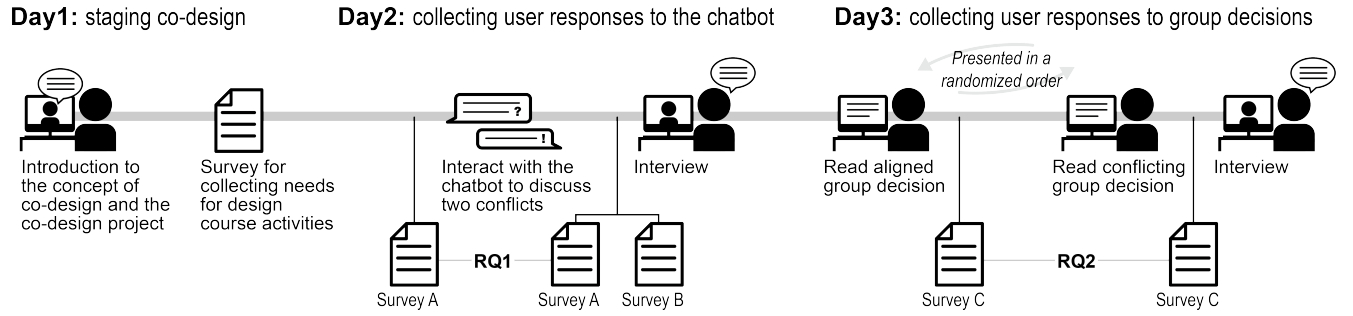 Day1: staging co-design
Day2: collecting user responses to the chatbot
Day3: collecting user responses to group decisions
Presented in a
randomized order
?
!
Introduction to
the concept of
co-design and the
co-design project
Survey for
collecting needs
for design
course activities
Interact with the
chatbot to discuss
two conflicts
Interview
Read aligned
group decision
Read conflicting
group decision
Interview
RQ1
RQ2
Survey A
Survey A
Survey B
Survey C
Survey C